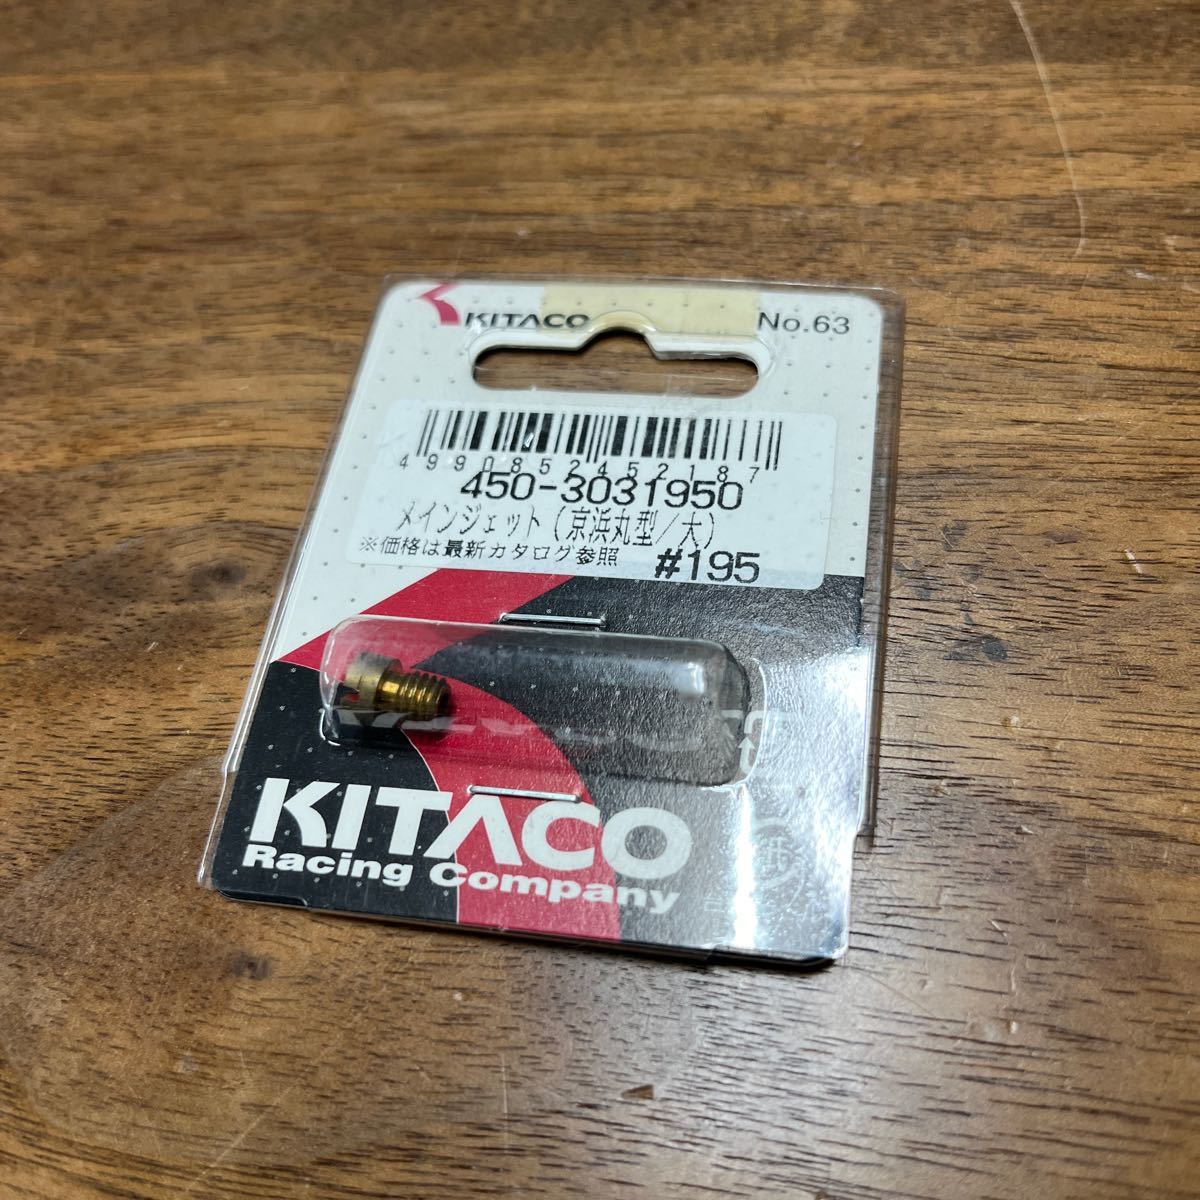 KITACO
No.63
4990852452187
450-3031950
メインジェット(京浜丸型/大)
※価格は最新カタログ参照 #195
KITACO
Racing Company